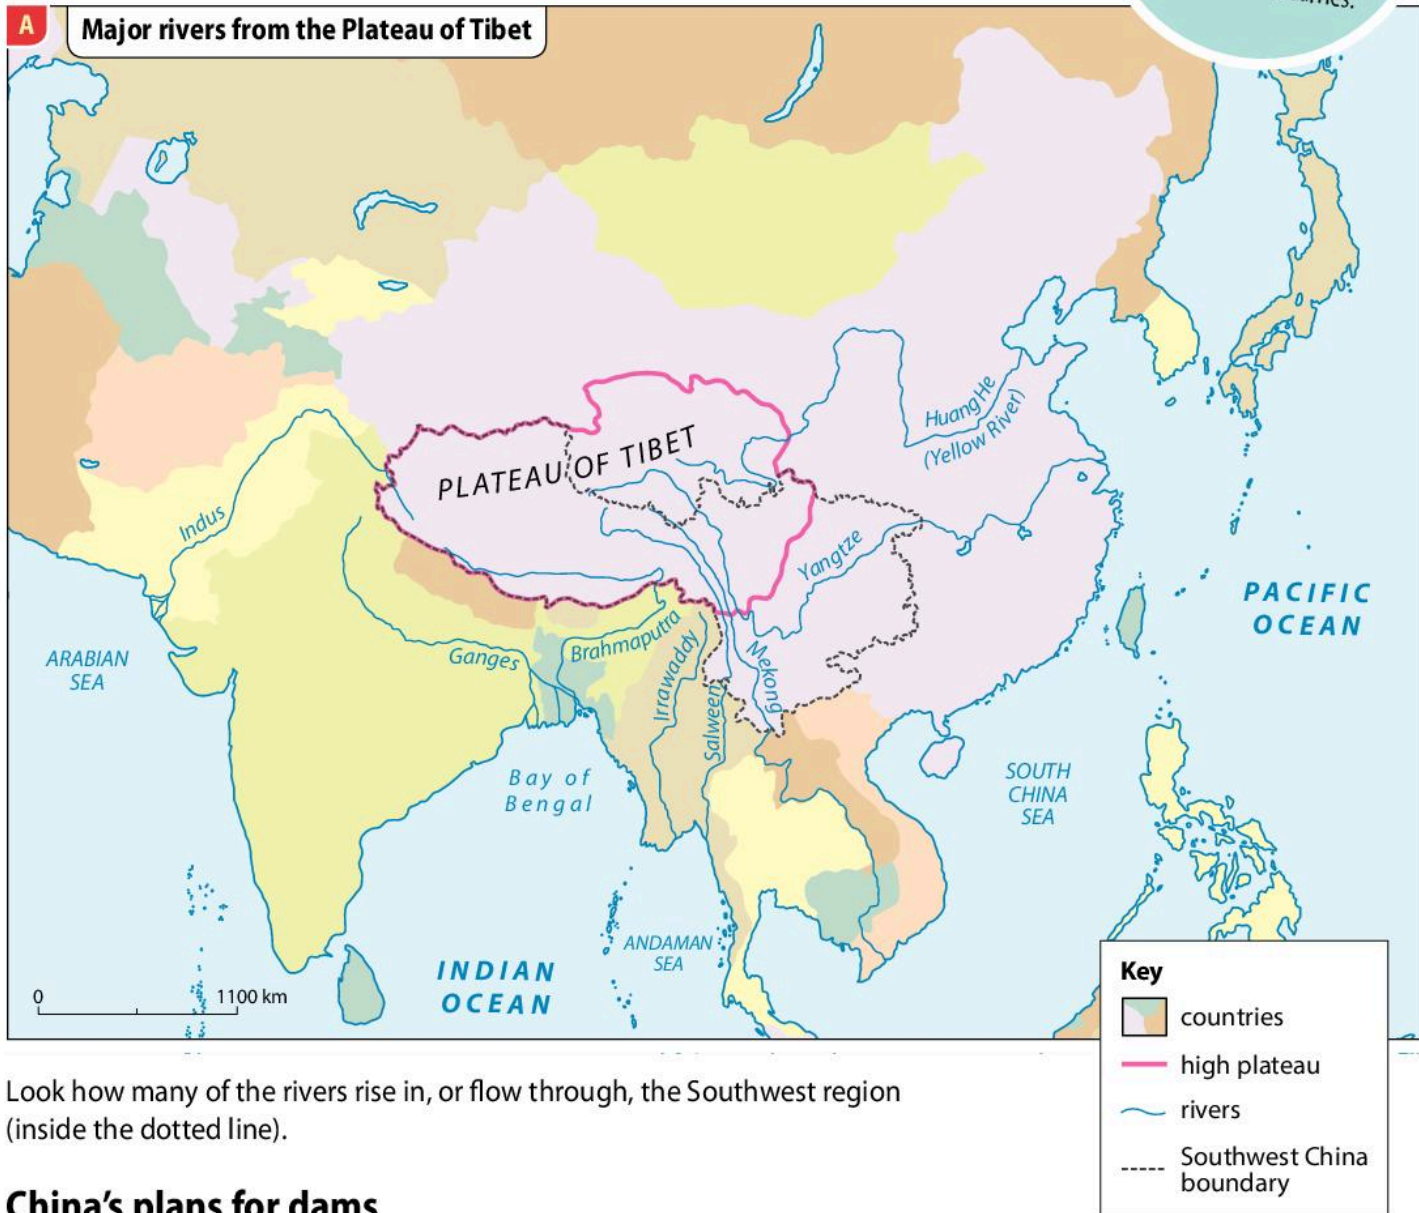 A
Major rivers from the Plateau of Tibet
PLATEAU OF TIBET
Huang He
(Yellow River)
Indus
Yangtze
PACIFIC
OCEAN
ARABIAN
SEA
Ganges
Brahmaputra
Irrawaddy
Salween
Mekong
Bay of
Bengal
SOUTH
CHINA
SEA
ANDAMAN
SEA
INDIAN
OCEAN
0 1100 km
Key
countries
high plateau
rivers
Southwest China
boundary
Look how many of the rivers rise in, or flow through, the Southwest region
(inside the dotted line).
China's plans for dams